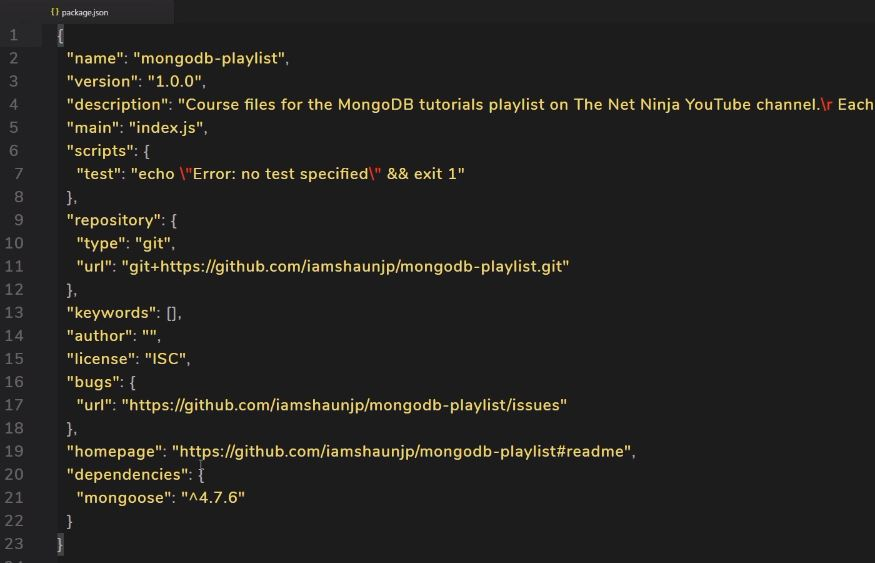 {} package.json
1 {
2 "name": "mongodb-playlist",
3 "version": "1.0.0",
4 "description": "Course files for the MongoDB tutorials playlist on The Net Ninja YouTube channel.\r Each
5 "main": "index.js",
6 "scripts": {
7 "test": "echo \"Error: no test specified\" && exit 1"
8 },
9 "repository": {
10 "type": "git",
11 "url": "git+https://github.com/iamshaunjp/mongodb-playlist.git"
12 },
13 "keywords": [],
14 "author": "",
15 "license": "ISC",
16 "bugs": {
17 "url": "https://github.com/iamshaunjp/mongodb-playlist/issues"
18 },
19 "homepage": "https://github.com/iamshaunjp/mongodb-playlist#readme",
20 "dependencies": {
21 "mongoose": "^4.7.6"
22 }
23 }